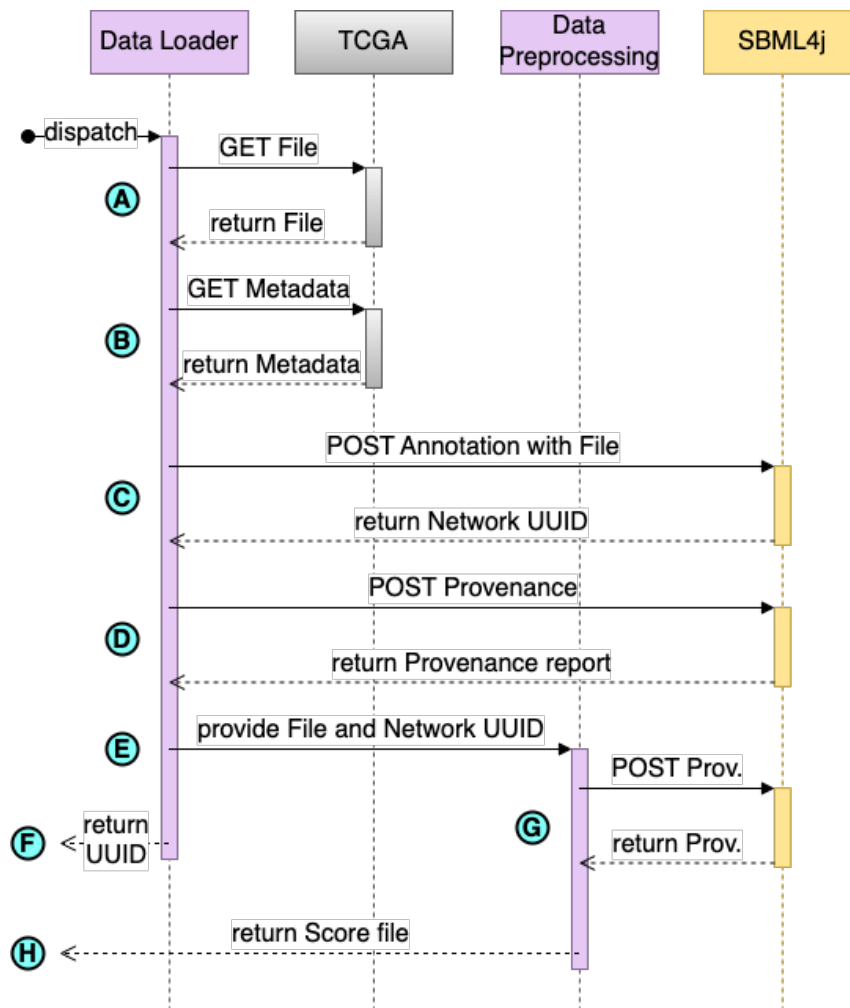 Data Loader
TCGA
Data
Preprocessing
SBML4j
dispatch
GET File
A
return File
GET Metadata
B
return Metadata
POST Annotation with File
C
return Network UUID
POST Provenance
D
return Provenance report
E
provide File and Network UUID
POST Prov.
F
return
UUID
G
return Prov.
H
return Score file